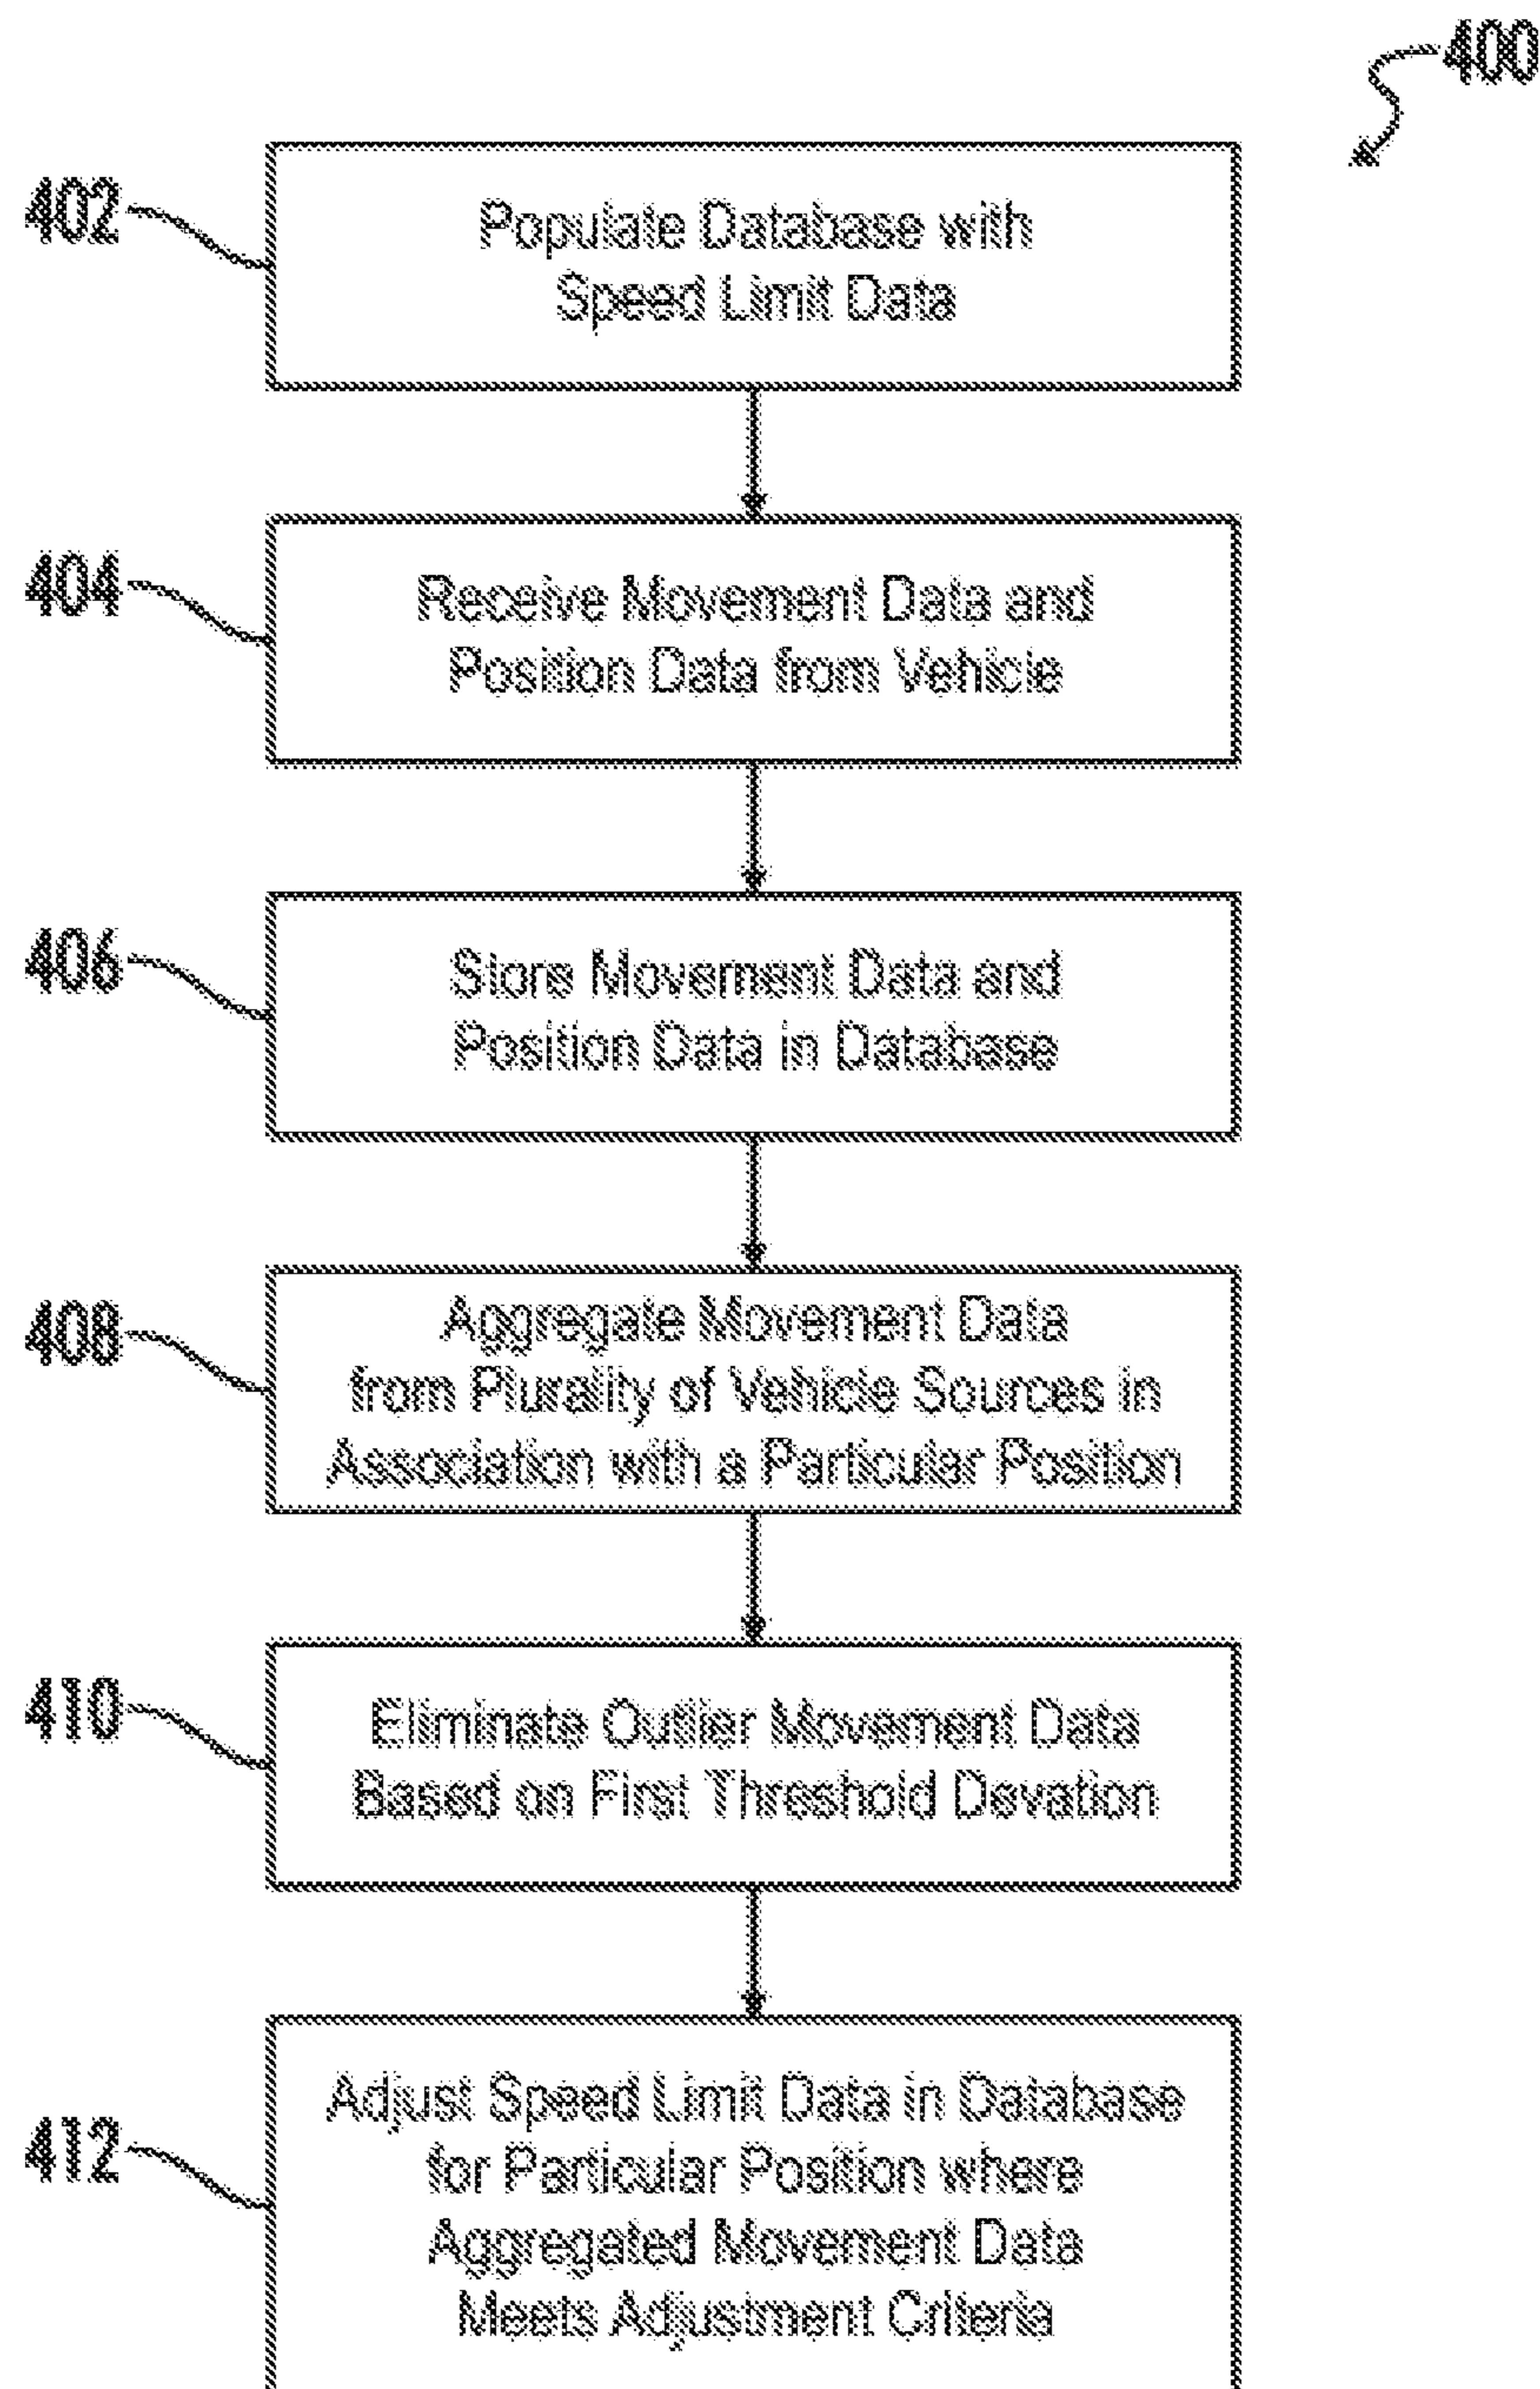 400
402
Populate Database with
Speed Limit Data
404
Receive Movement Data and
Position Data from Vehicle
406
Store Movement Data and
Position Data in Database
408
Aggregate Movement Data
from Plurality of Vehicle Sources in
Association with a Particular Position
410
Eliminate Outlier Movement Data
Based on First Threshold Devation
412
Adjust Speed Limit Data in Database
for Particular Position where
Aggregated Movement Data
Meets Adjustment Criteria